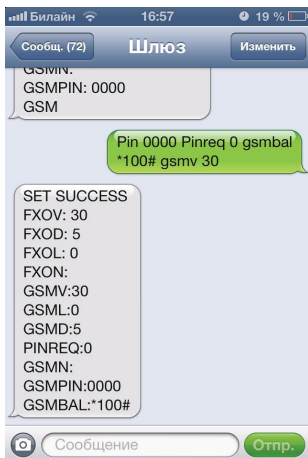 Билайн 16:57 19 %
Сообщ. (72) Шлюз Изменить
GSMN:
GSMPIN: 0000
GSM
Pin 0000 Pinreq 0 gsmbal
*100# gsmv 30
SET SUCCESS
FXOV: 30
FXOD: 5
FXOL: 0
FXON:
GSMV:30
GSML:0
GSMD:5
PINREQ:0
GSMN:
GSMPIN:0000
GSMBAL:*100#
Сообщение Отпр.